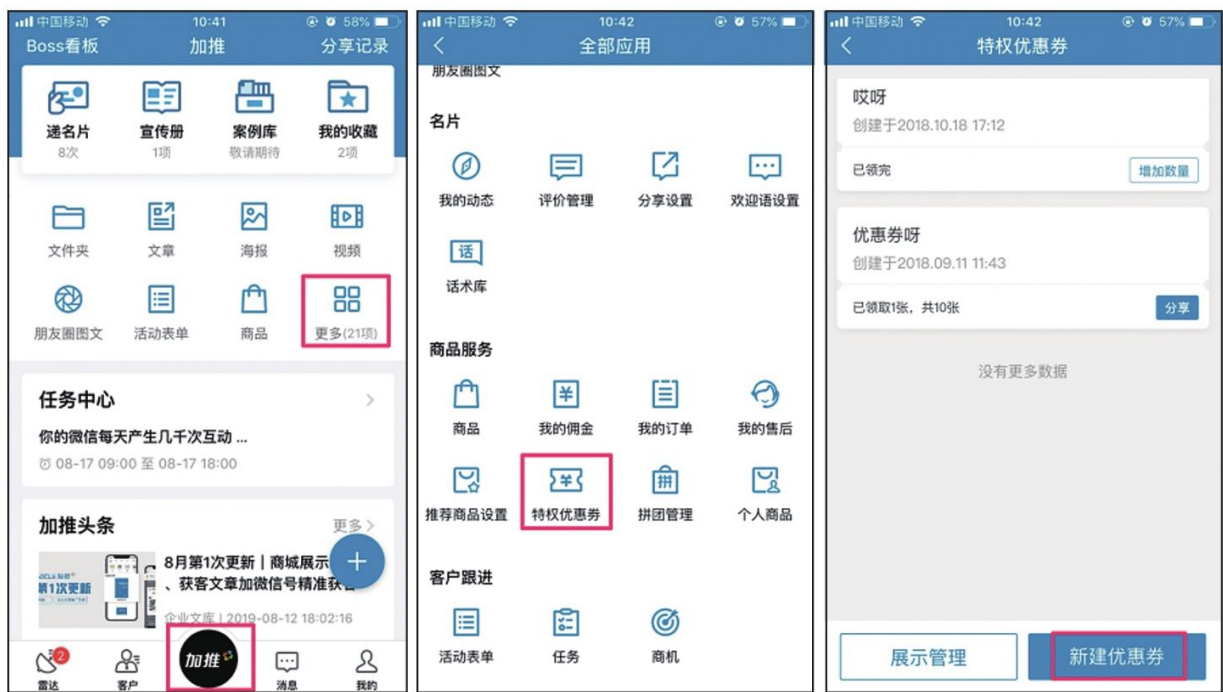 中国移动 10:41 58%
Boss看板 加推 分享记录
递名片 宣传册 案例库 我的收藏
8次 1项 敬请期待 2项
文件夹 文章 海报 视频
朋友圈图文 活动表单 商品 更多(21项)
任务中心
你的微信每天产生几千次互动 ...
08-17 09:00 至 08-17 18:00
加推头条 更多
第1次更新
8月第1次更新 | 商城展示
、获客文章加微信号精准获客
企业文库 | 2019-08-12 18:02:16
2
雷达 客户 加推 消息 我的
中国移动 10:42 57%
全部应用
朋友圈图文
名片
我的动态 评价管理 分享设置 欢迎语设置
话
话术库
商品服务
商品 我的佣金 我的订单 我的售后
拼
推荐商品设置 特权优惠券 拼团管理 个人商品
客户跟进
活动表单 任务 商机
中国移动 10:42 57%
特权优惠券
哎呀
创建于2018.10.18 17:12
已领完 增加数量
优惠券呀
创建于2018.09.11 11:43
已领取1张，共10张 分享
没有更多数据
展示管理 新建优惠券